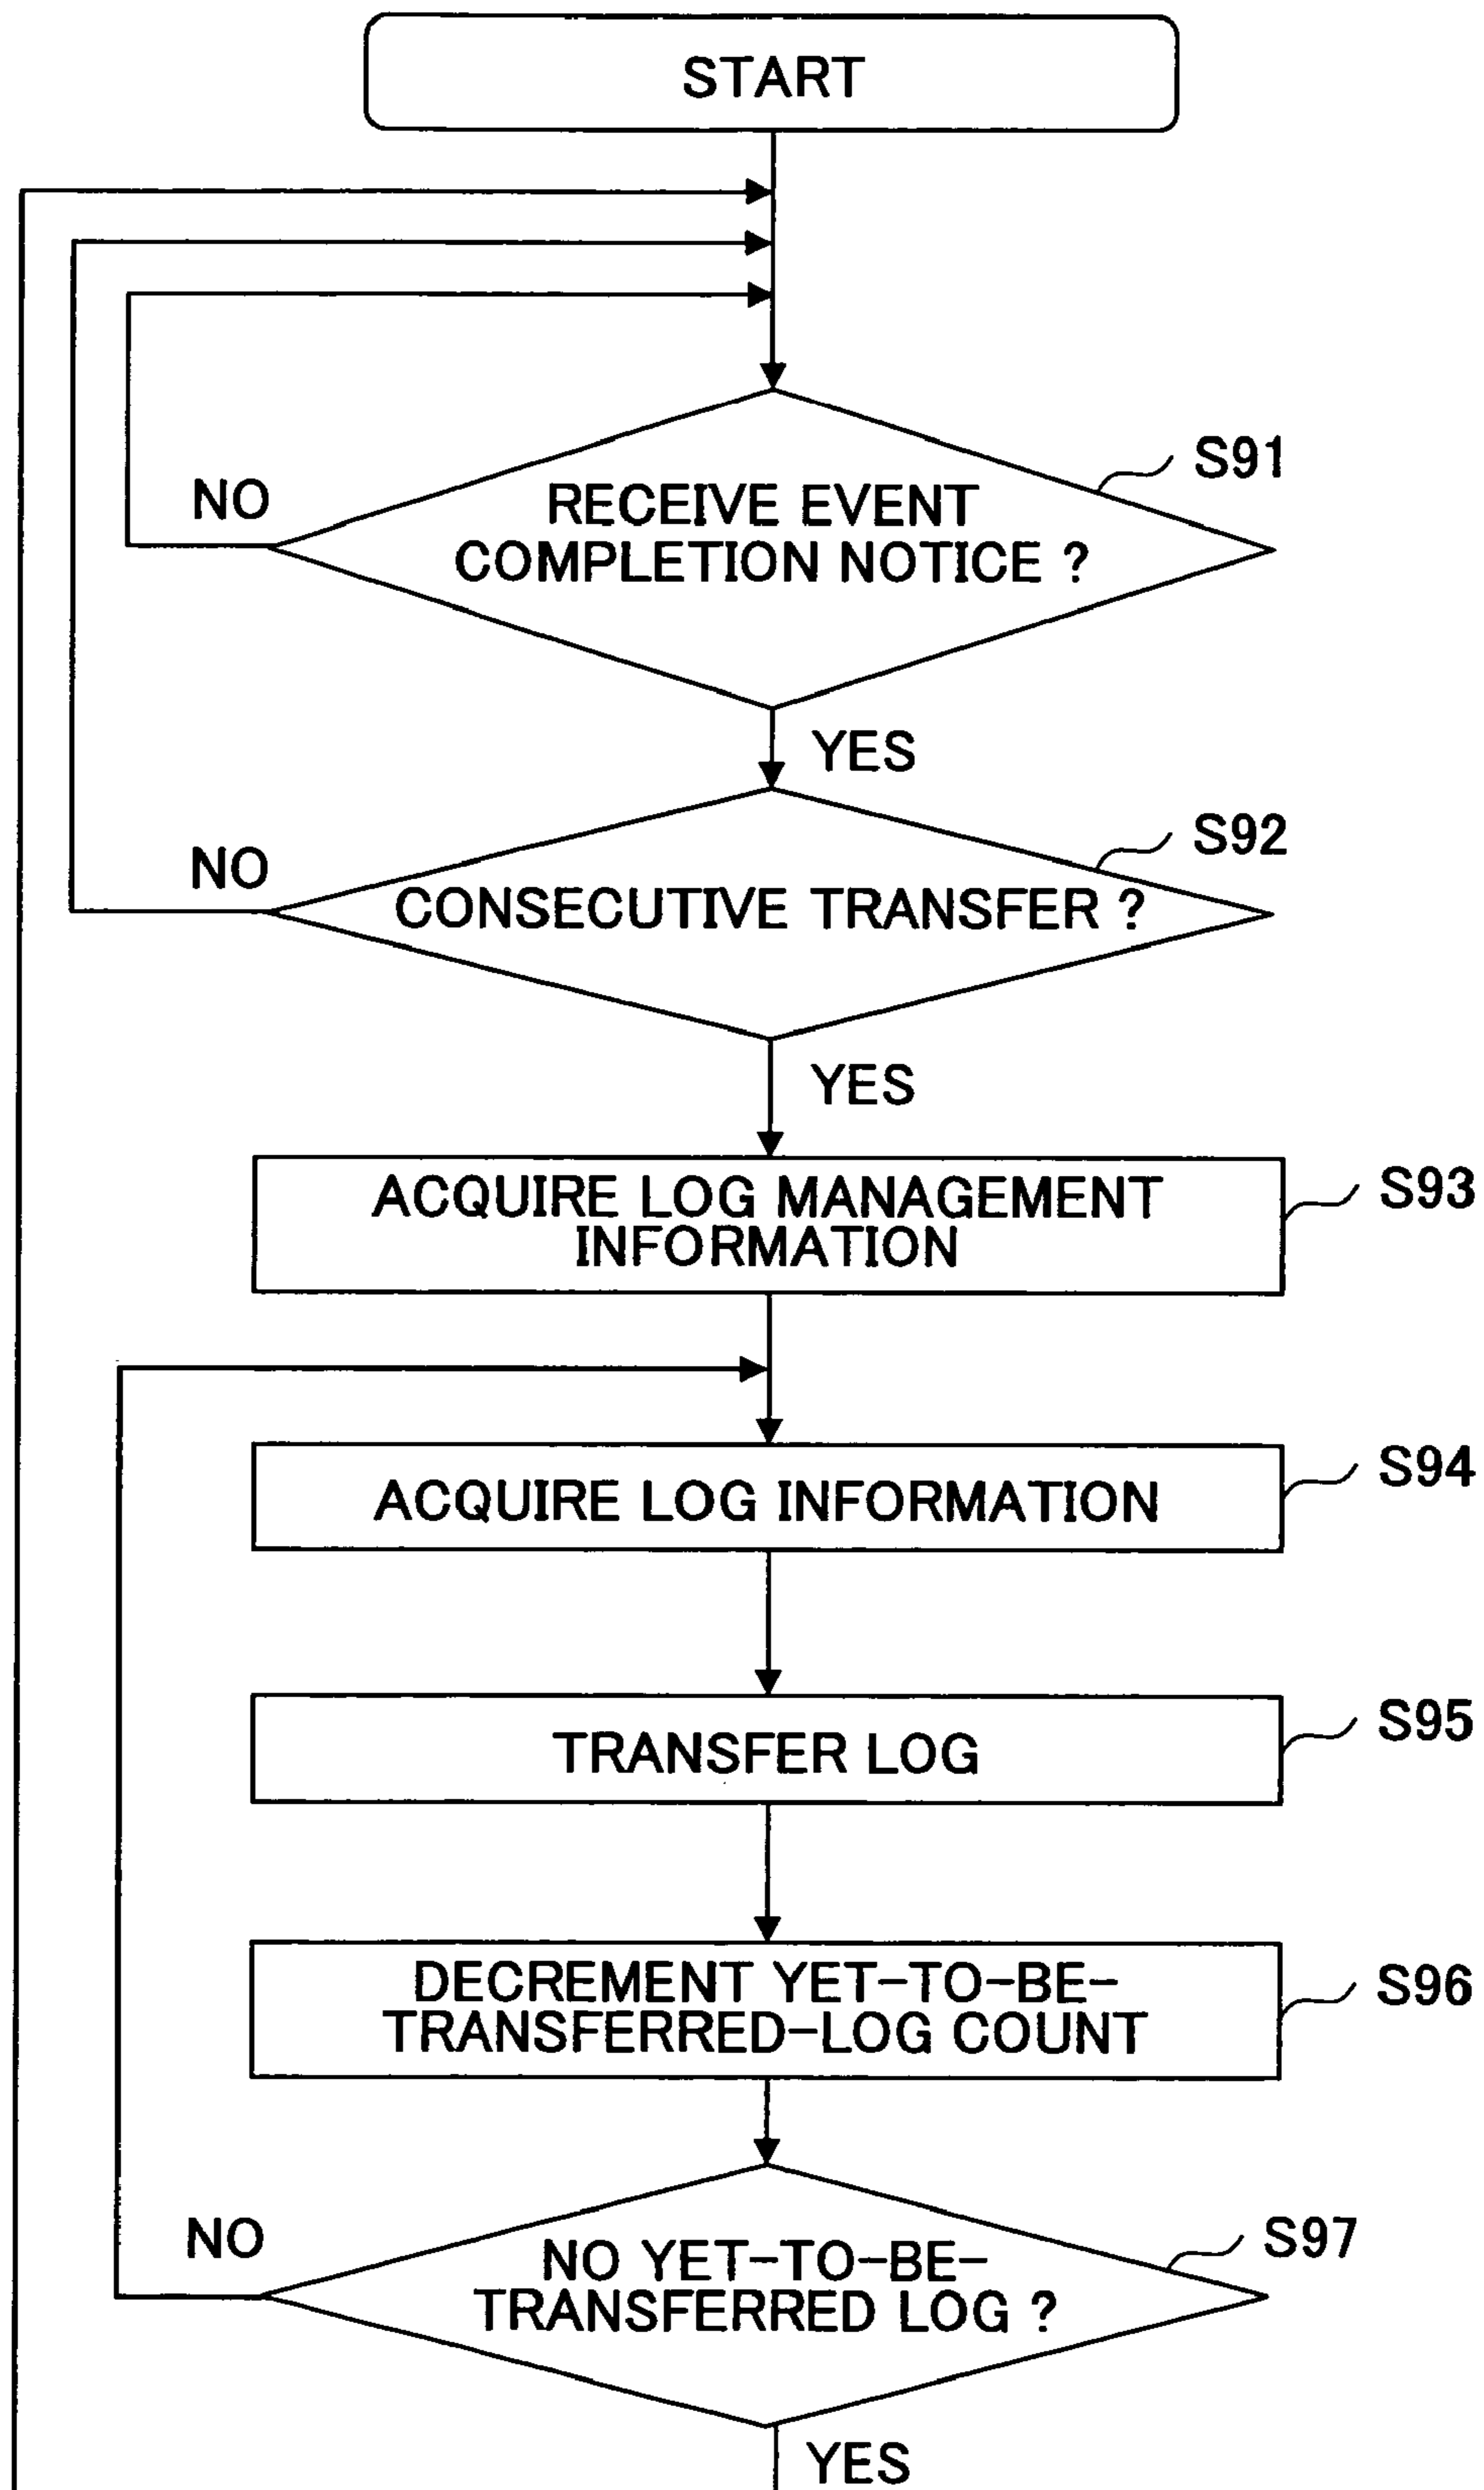 START
S91
NO
RECEIVE EVENT
COMPLETION NOTICE ?
YES
S92
NO
CONSECUTIVE TRANSFER ?
YES
ACQUIRE LOG MANAGEMENT
INFORMATION
S93
ACQUIRE LOG INFORMATION
S94
TRANSFER LOG
S95
DECREMENT YET-TO-BE-
TRANSFERRED-LOG COUNT
S96
NO
S97
NO YET-TO-BE-
TRANSFERRED LOG ?
YES